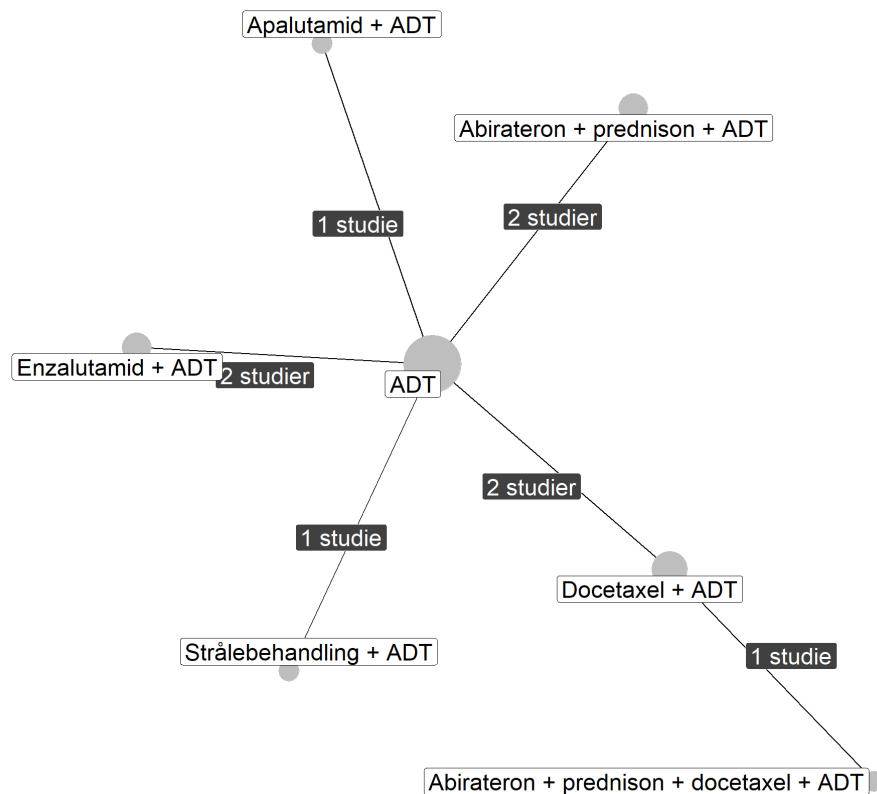 Apalutamid + ADT
Abirateron + prednison + ADT
1 studie
2 studier
Enzalutamid + ADT
2 studier
ADT
2 studier
1 studie
Docetaxel + ADT
Strålebehandling + ADT
1 studie
Abirateron + prednison + docetaxel + ADT